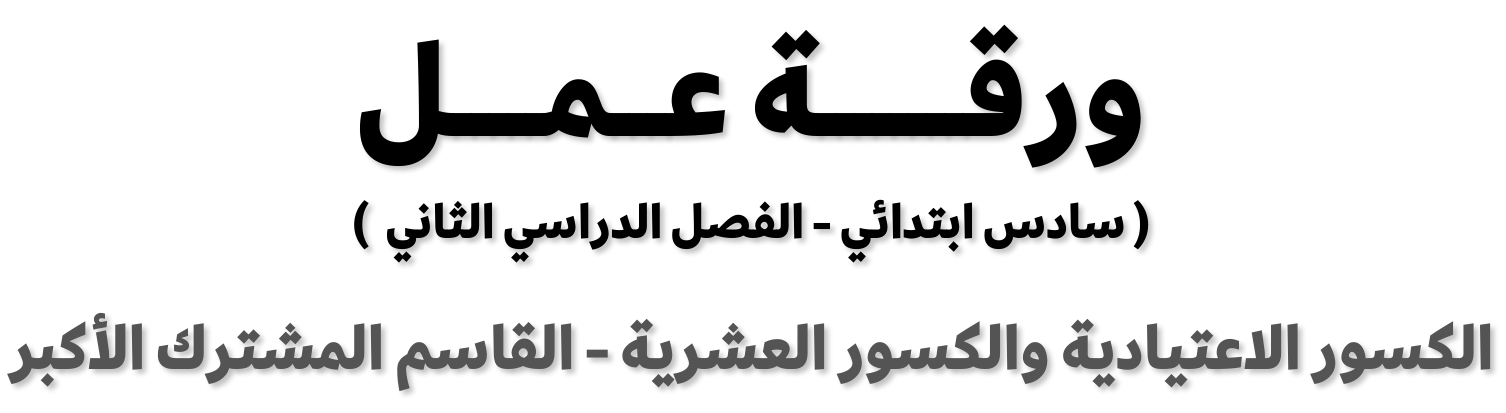 ورقـــة عـمــل
( سادس ابتدائي - الفصل الدراسي الثاني )
الكسور الاعتيادية والكسور العشرية - القاسم المشترك الأكبر